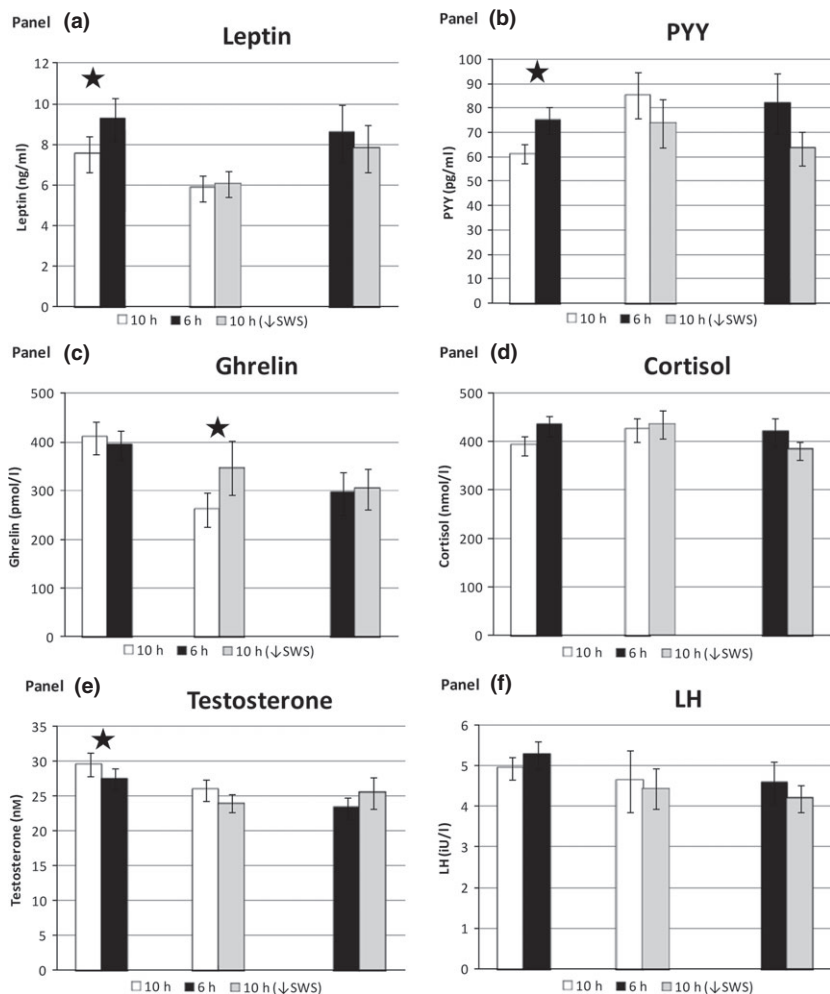 Panel (a)
Leptin
12
10
8
6
4
2
0
Leptin (ng/ml)
10 h 6 h 10 h (↓SWS)
Panel (b)
PYY
100
90
80
70
60
50
40
30
20
10
0
PYY (pg/ml)
10 h 6 h 10 h (↓SWS)
Panel (c)
Ghrelin
500
400
300
200
100
0
Ghrelin (pmol/l)
10 h 6 h 10 h (↓SWS)
Panel (d)
Cortisol
500
400
300
200
100
0
Cortisol (nmol/l)
10 h 6 h 10 h (↓SWS)
Panel (e)
Testosterone
35
30
25
20
15
10
5
0
Testosterone (nM)
10 h 6 h 10 h (↓SWS)
Panel (f)
LH
6
5
4
3
2
1
0
LH (iU/l)
10 h 6 h 10 h (↓SWS)